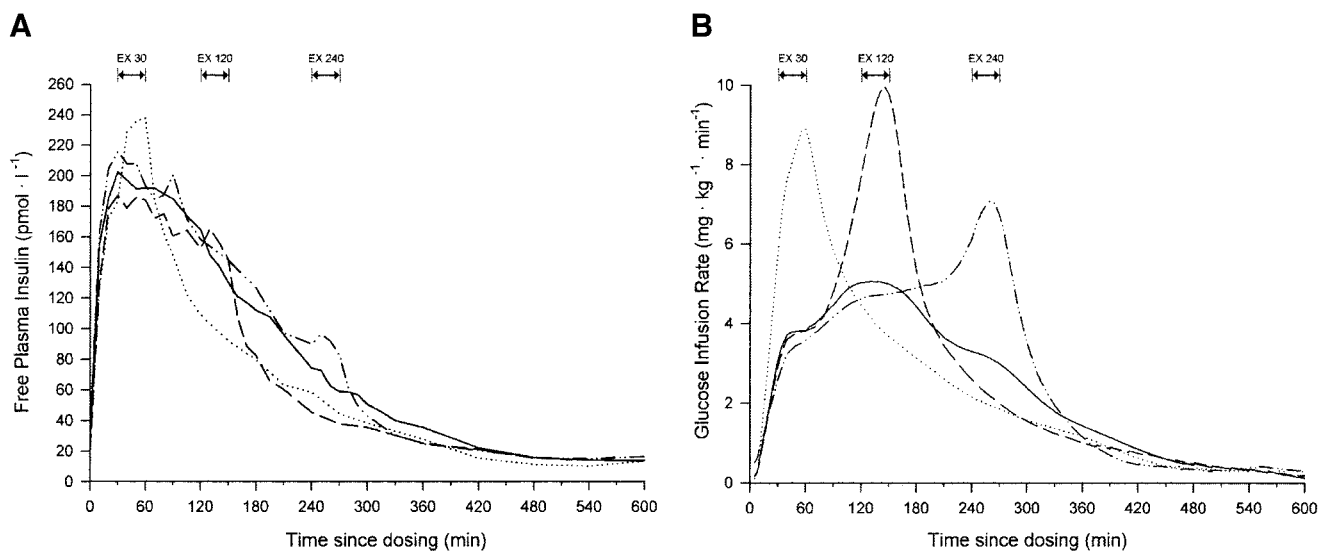 A
EX 30 EX 120 EX 240
260
240
220
200
180
160
140
120
100
80
60
40
20
0
Free Plasma Insulin (pmol · l⁻¹)
0 60 120 180 240 300 360 420 480 540 600
Time since dosing (min)
B
EX 30 EX 120 EX 240
10
8
6
4
2
0
Glucose Infusion Rate (mg · kg⁻¹ · min⁻¹)
0 60 120 180 240 300 360 420 480 540 600
Time since dosing (min)